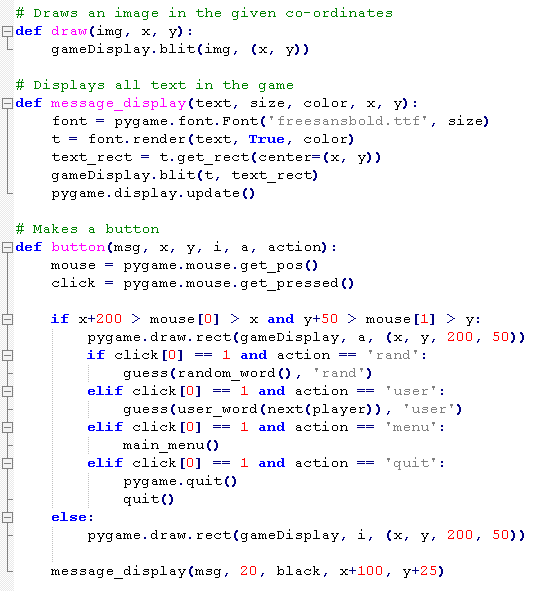 # Draws an image in the given co-ordinates
def draw(img, x, y):
    gameDisplay.blit(img, (x, y))

# Displays all text in the game
def message_display(text, size, color, x, y):
    font = pygame.font.Font('freesansbold.ttf', size)
    t = font.render(text, True, color)
    text_rect = t.get_rect(center=(x, y))
    gameDisplay.blit(t, text_rect)
    pygame.display.update()

# Makes a button
def button(msg, x, y, i, a, action):
    mouse = pygame.mouse.get_pos()
    click = pygame.mouse.get_pressed()

    if x+200 > mouse[0] > x and y+50 > mouse[1] > y:
        pygame.draw.rect(gameDisplay, a, (x, y, 200, 50))
        if click[0] == 1 and action == 'rand':
            guess(random_word(), 'rand')
        elif click[0] == 1 and action == 'user':
            guess(user_word(next(player)), 'user')
        elif click[0] == 1 and action == 'menu':
            main_menu()
        elif click[0] == 1 and action == 'quit':
            pygame.quit()
            quit()
    else:
        pygame.draw.rect(gameDisplay, i, (x, y, 200, 50))

    message_display(msg, 20, black, x+100, y+25)